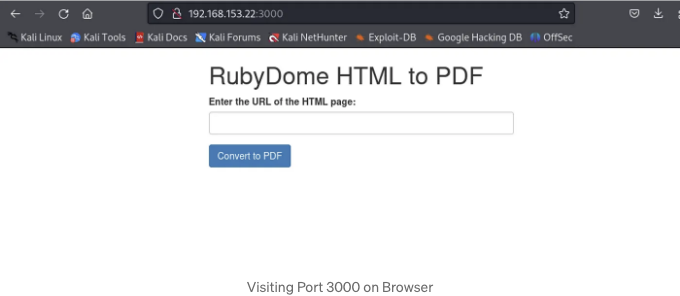 192.168.153.22:3000
Kali Linux Kali Tools Kali Docs Kali Forums Kali NetHunter Exploit-DB Google Hacking DB OffSec
RubyDome HTML to PDF
Enter the URL of the HTML page:
Convert to PDF
Visiting Port 3000 on Browser